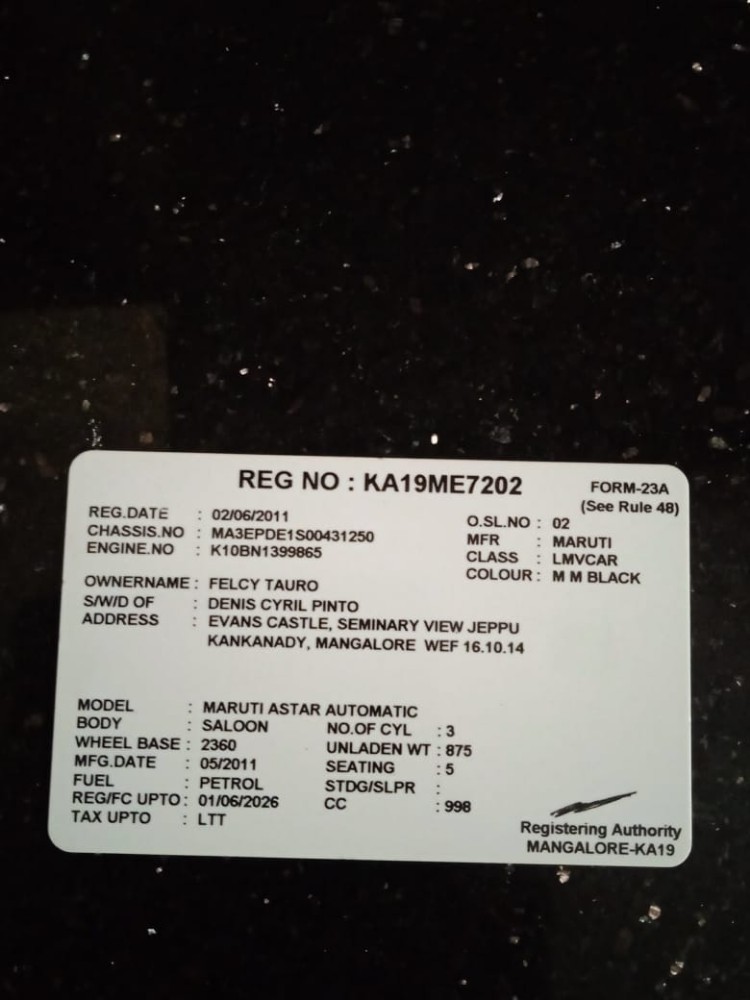 REG NO : KA19ME7202
FORM-23A
(See Rule 48)
REG.DATE : 02/06/2011
O.SL.NO : 02
CHASSIS.NO : MA3EPDE1S00431250
MFR : MARUTI
ENGINE.NO : K10BN1399865
CLASS : LMVCAR
COLOUR : M M BLACK
OWNERNAME : FELCY TAURO
S/W/D OF : DENIS CYRIL PINTO
ADDRESS : EVANS CASTLE, SEMINARY VIEW JEPPU
KANKANADY, MANGALORE WEF 16.10.14
MODEL : MARUTI ASTAR AUTOMATIC
BODY : SALOON NO.OF CYL : 3
WHEEL BASE : 2360 UNLADEN WT : 875
MFG.DATE : 05/2011 SEATING : 5
FUEL : PETROL STDG/SLPR :
REG/FC UPTO : 01/06/2026 CC : 998
TAX UPTO : LTT
Registering Authority
MANGALORE-KA19